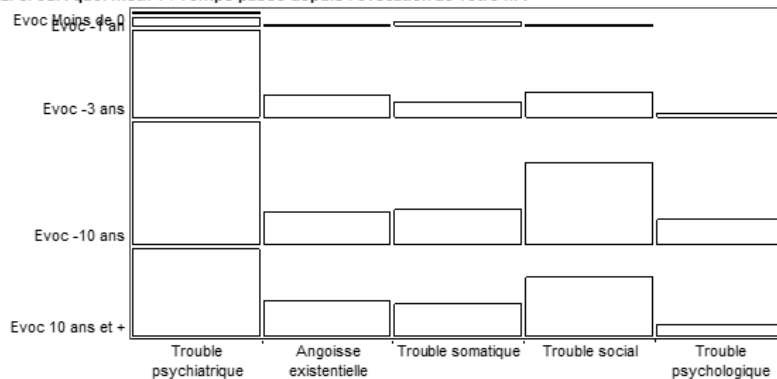 Evoc Moins de 0
Evoc -1 an
Evoc -3 ans
Evoc -10 ans
Evoc 10 ans et +
Trouble psychiatrique
Angoisse existentielle
Trouble somatique
Trouble social
Trouble psychologique